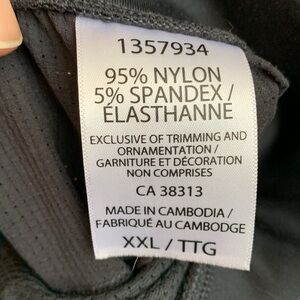 1357934
95% NYLON
5% SPANDEX /
ÉLASTHANNE
EXCLUSIVE OF TRIMMING AND
ORNAMENTATION /
GARNITURE ET DÉCORATION
NON COMPRISES
CA 38313
MADE IN CAMBODIA /
FABRIQUÉ AU CAMBODGE
XXL / TTG